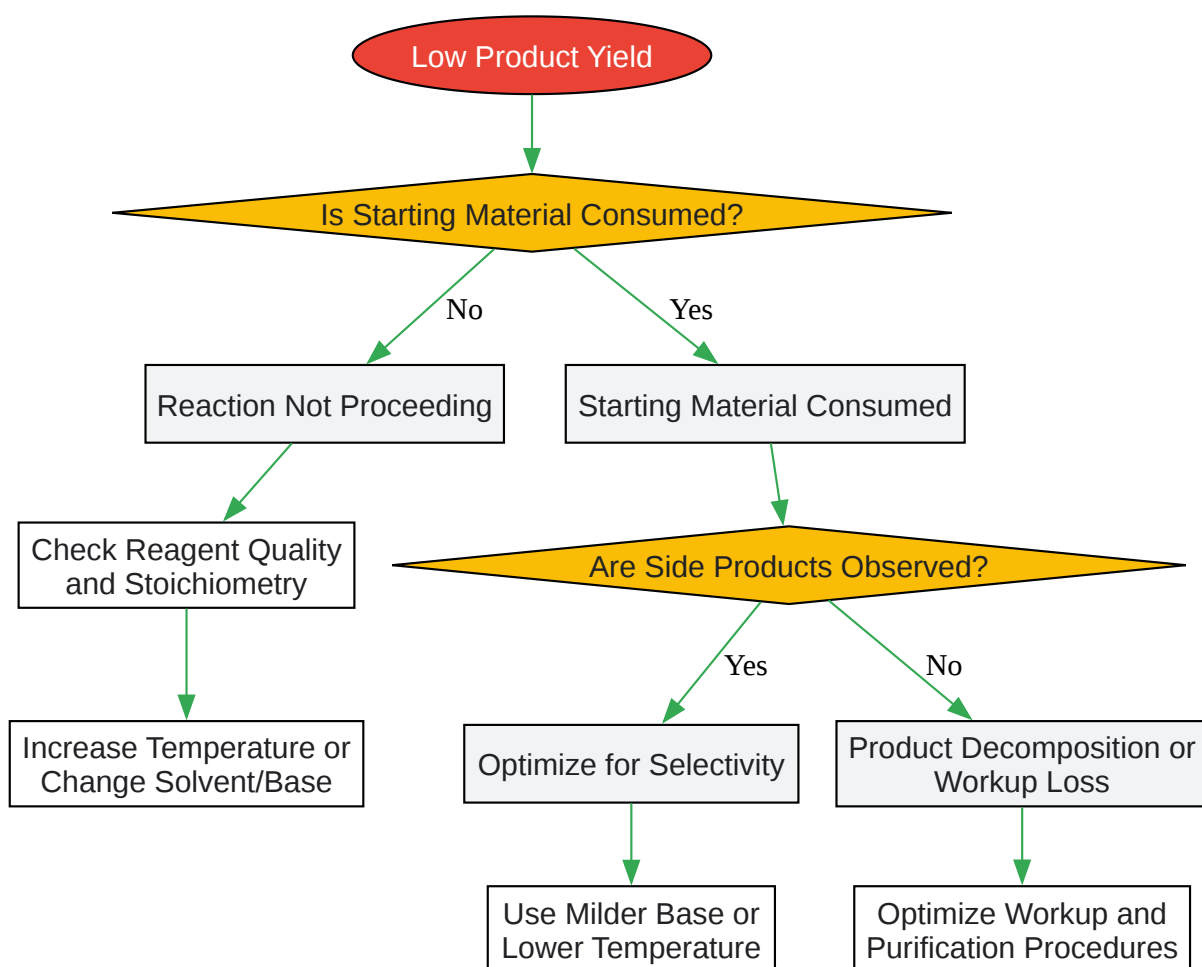 Low Product Yield
Is Starting Material Consumed?
No
Yes
Reaction Not Proceeding
Starting Material Consumed
Check Reagent Quality
and Stoichiometry
Are Side Products Observed?
Yes
No
Increase Temperature or
Change Solvent/Base
Optimize for Selectivity
Product Decomposition or
Workup Loss
Use Milder Base or
Lower Temperature
Optimize Workup and
Purification Procedures